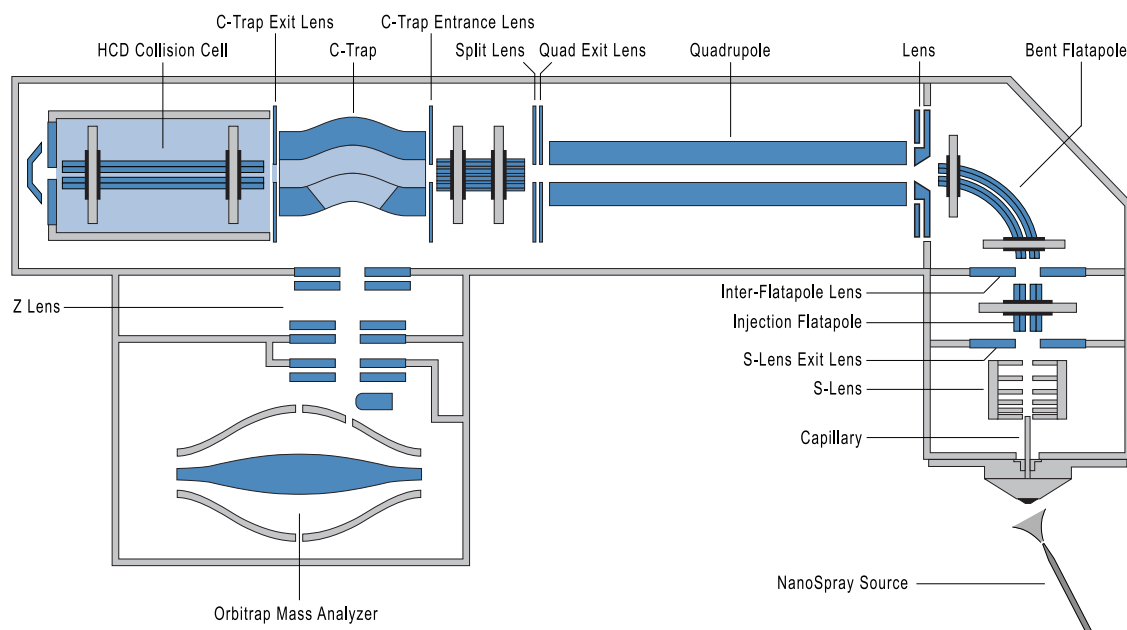 C-Trap Exit Lens
C-Trap Entrance Lens
HCD Collision Cell
C-Trap
Split Lens
Quad Exit Lens
Quadrupole
Lens
Bent Flatapole
Z Lens
Inter-Flatapole Lens
Injection Flatapole
S-Lens Exit Lens
S-Lens
Capillary
NanoSpray Source
Orbitrap Mass Analyzer